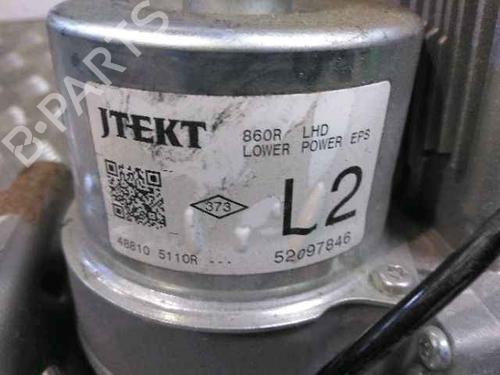 B-PARTS
JTEKT
860R LHD
LOWER POWER EPS
373
L2
48810 5110R ...
52097846